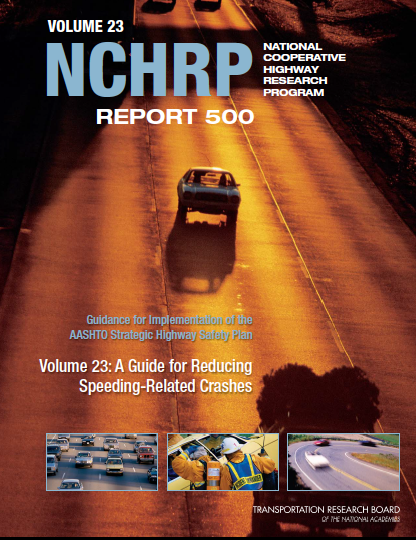 VOLUME 23
NCHRP
REPORT 500
NATIONAL
COOPERATIVE
HIGHWAY
RESEARCH
PROGRAM
Guidance for Implementation of the
AASHTO Strategic Highway Safety Plan
Volume 23: A Guide for Reducing
Speeding-Related Crashes
TRANSPORTATION RESEARCH BOARD
OF THE NATIONAL ACADEMIES